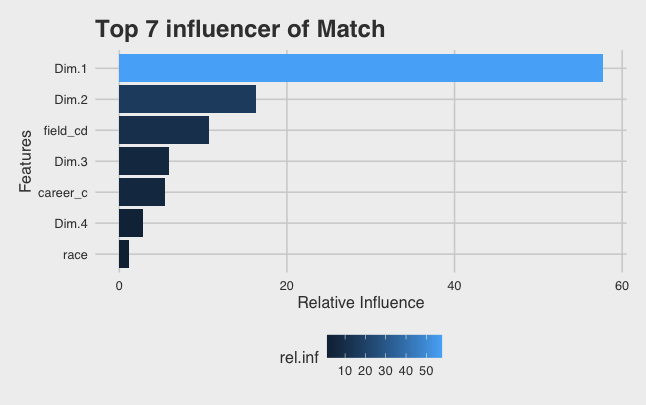 Top 7 influencer of Match
Features
Dim.1
Dim.2
field_cd
Dim.3
career_c
Dim.4
race
0 20 40 60
Relative Influence
rel.inf
10 20 30 40 50